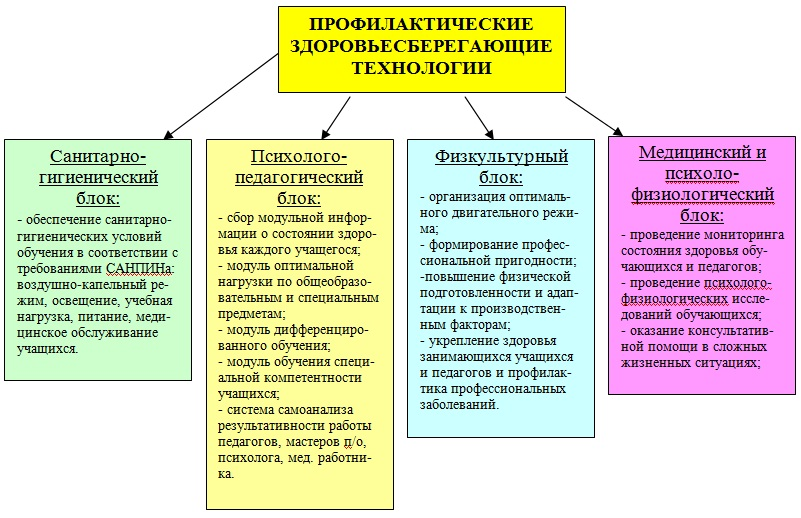 ПРОФИЛАКТИЧЕСКИЕ
ЗДОРОВЬЕСБЕРЕГАЮЩИЕ
ТЕХНОЛОГИИ
Санитарно-
гигиенический
блок:
- обеспечение санитарно-
гигиенических условий
обучения в соответствии с
требованиями САНПИНа:
воздушно-капельный ре-
жим, освещение, учебная
нагрузка, питание, меди-
цинское обслуживание
учащихся.
Психолого-
педагогический
блок:
- сбор модульной инфор-
мации о состоянии здоро-
вья каждого учащегося;
- модуль оптимальной
нагрузки по общеобразо-
вательным и специальным
предметам;
- модуль дифференциро-
ванного обучения;
- модуль обучения специ-
альной компетентности
учащихся;
- система самоанализа
результативности работы
педагогов, мастеров п/о,
психолога, мед. работни-
ка.
Физкультурный
блок:
- организация оптималь-
ного двигательного режи-
ма;
- формирование профес-
сиональной пригодности;
-повышение физической
подготовленности и адап-
тации к производствен-
ным факторам;
- укрепление здоровья
занимающихся учащихся
и педагогов и профилак-
тика профессиональных
заболеваний.
Медицинский и
психоло-
физиологический
блок:
- проведение мониторинга
состояния здоровья обу-
чающихся и педагогов;
- проведение психолого-
физиологических иссле-
дований обучающихся;
- оказание консультатив-
ной помощи в сложных
жизненных ситуациях;